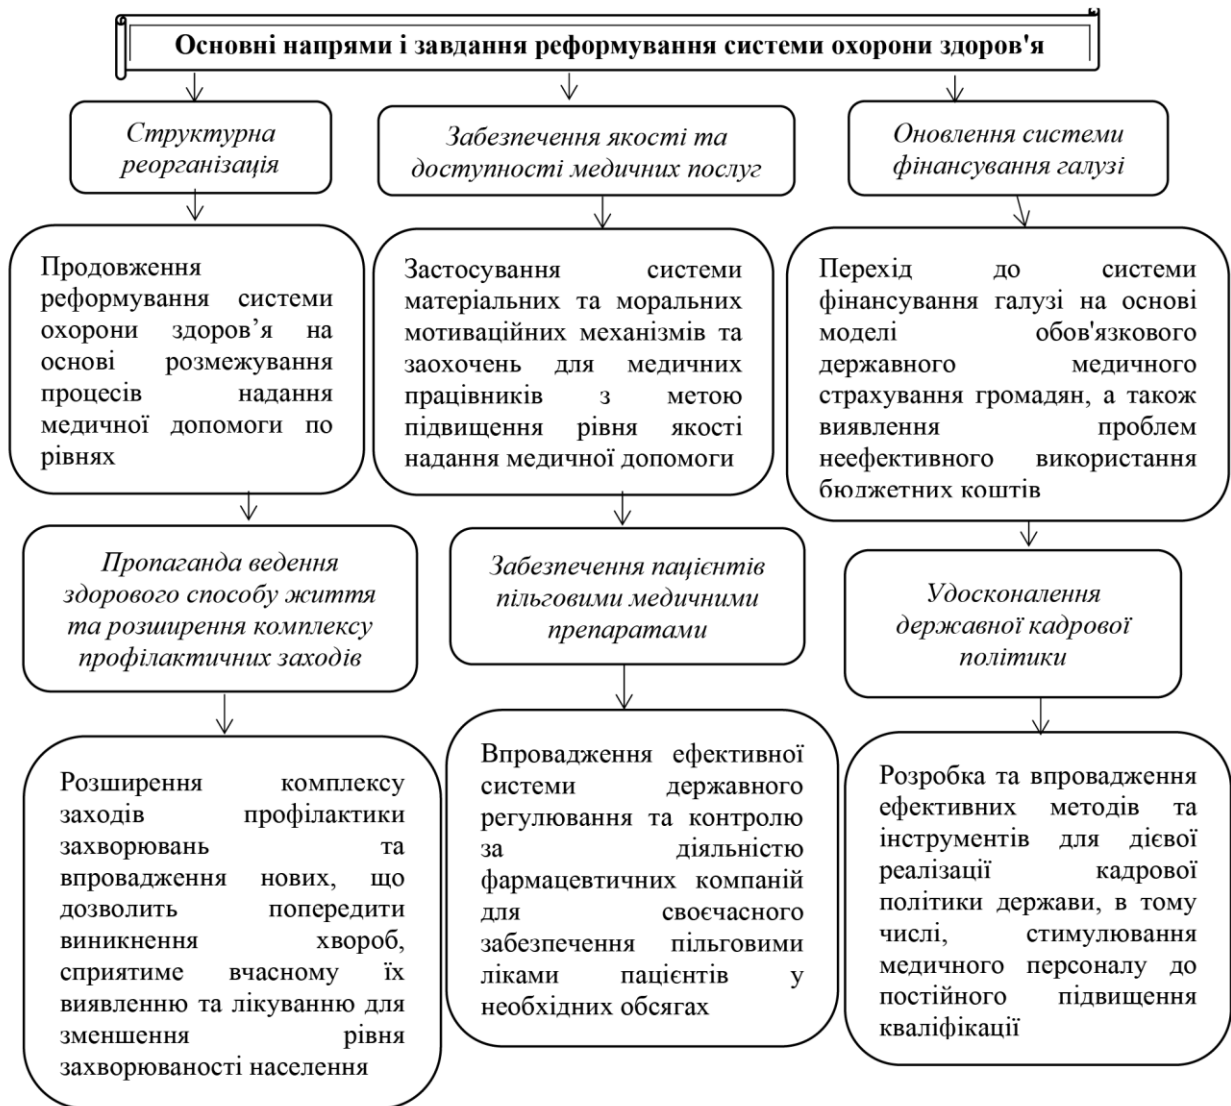 Основні напрями і завдання реформування системи охорони здоров'я
Структурна
реорганізація
Забезпечення якості та
доступності медичних послуг
Оновлення системи
фінансування галузі
Продовження
реформування системи
охорони здоров’я на
основі розмежування
процесів надання
медичної допомоги по
рівнях
Застосування системи
матеріальних та моральних
мотиваційних механізмів та
заохочень для медичних
працівників з метою
підвищення рівня якості
надання медичної допомоги
Перехід до системи
фінансування галузі на основі
моделі обов'язкового
державного медичного
страхування громадян, а також
виявлення проблем
неефективного використання
бюджетних коштів
Пропаганда ведення
здорового способу життя
та розширення комплексу
профілактичних заходів
Забезпечення пацієнтів
пільговими медичними
препаратами
Удосконалення
державної кадрової
політики
Розширення комплексу
заходів профілактики
захворювань та
впровадження нових, що
дозволить попередити
виникнення хвороб,
сприятиме вчасному їх
виявленню та лікуванню для
зменшення рівня
захворюваності населення
Впровадження ефективної
системи державного
регулювання та контролю
за діяльністю
фармацевтичних компаній
для своєчасного
забезпечення пільговими
ліками пацієнтів у
необхідних обсягах
Розробка та впровадження
ефективних методів та
інструментів для дієвої
реалізації кадрової
політики держави, в тому
числі, стимулювання
медичного персоналу до
постійного підвищення
кваліфікації